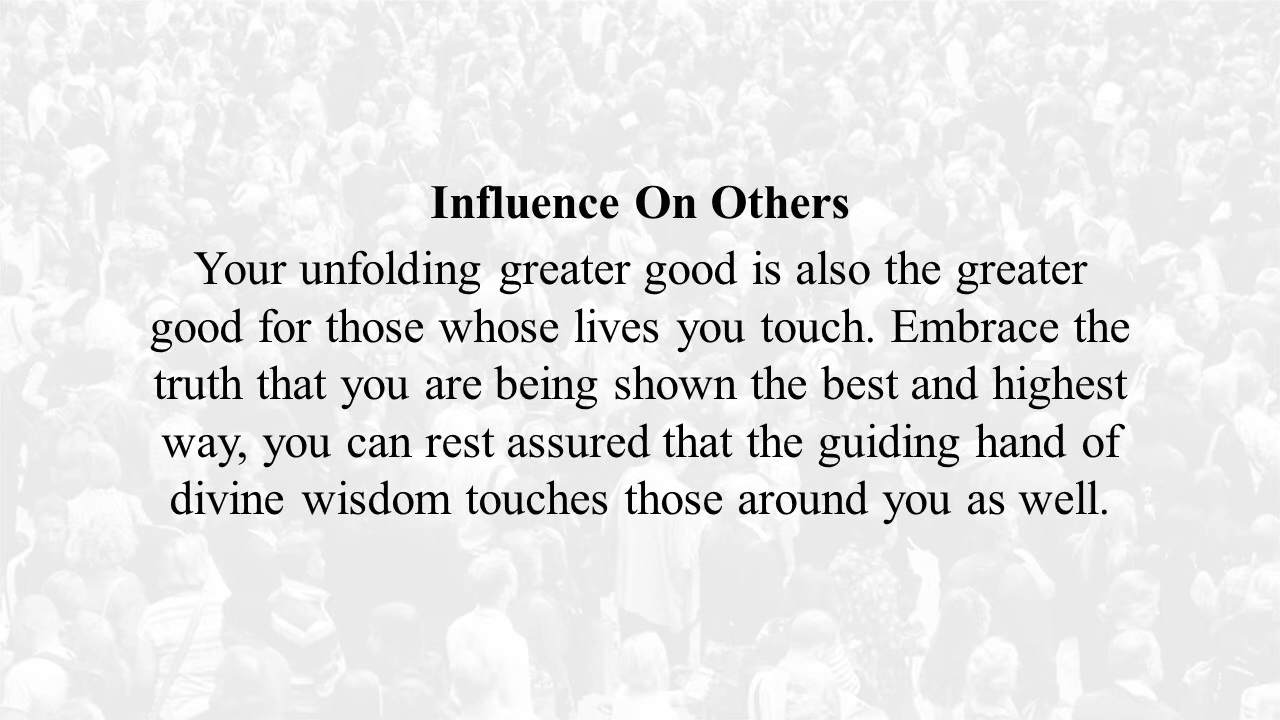 Influence On Others
Your unfolding greater good is also the greater
good for those whose lives you touch. Embrace the
truth that you are being shown the best and highest
way, you can rest assured that the guiding hand of
divine wisdom touches those around you as well.